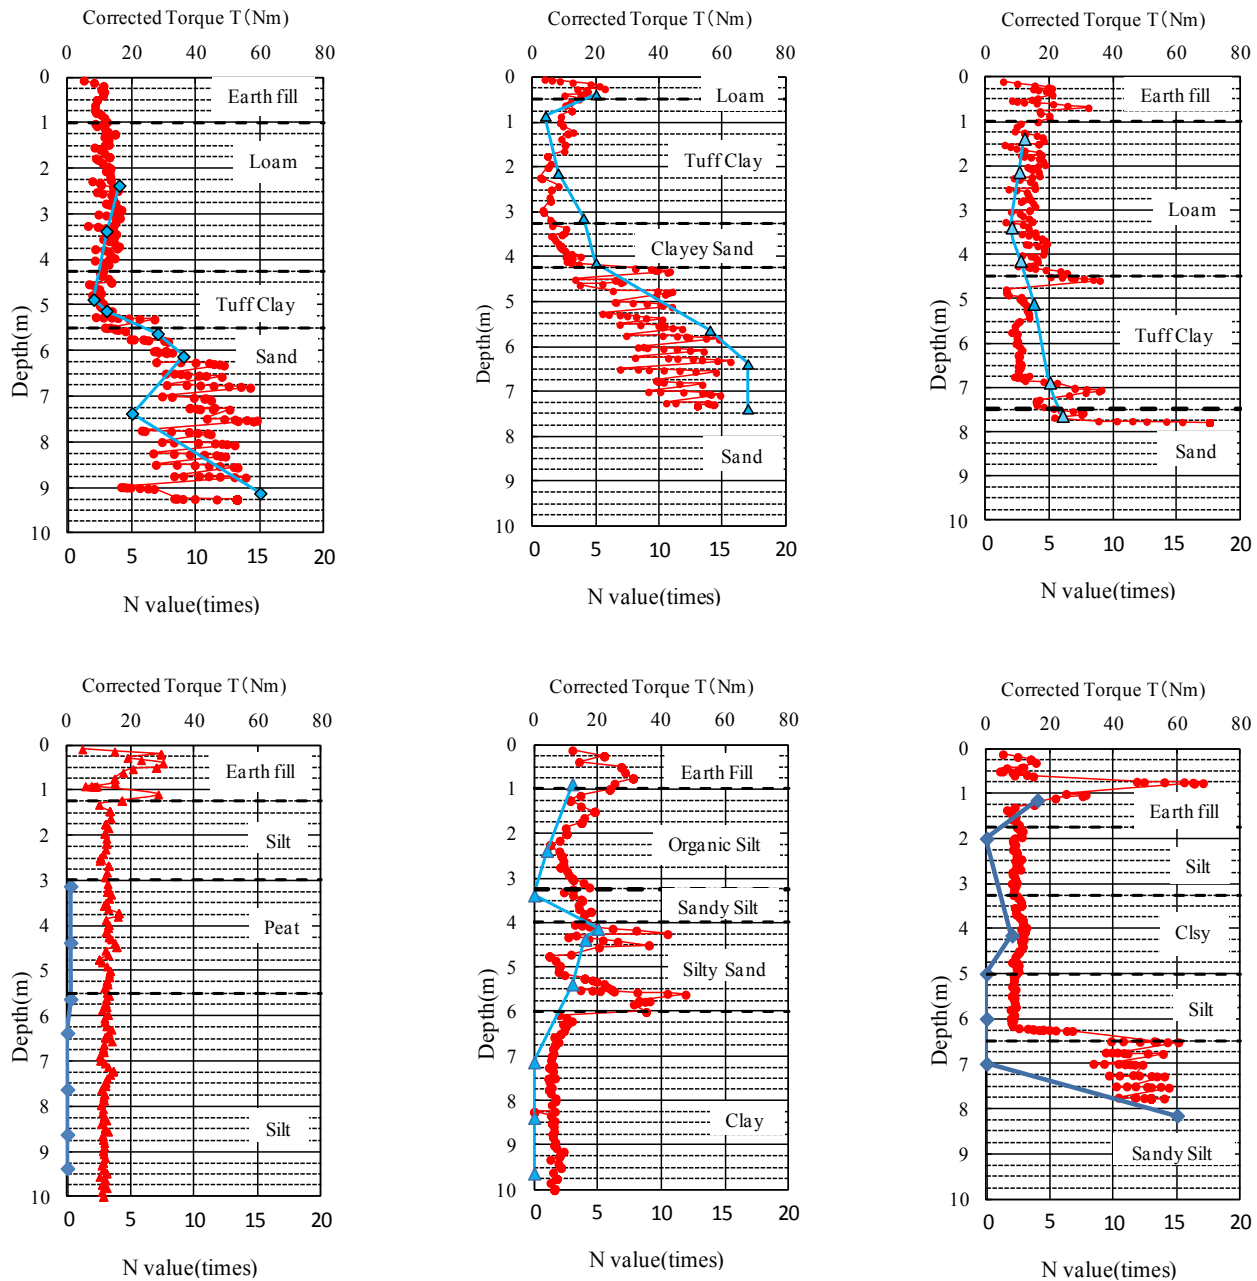 Corrected Torque T(Nm)
0 20 40 60 80
0
1
2
3
4
5
6
7
8
9
10
Depth(m)
Earth fill
Loam
Tuff Clay
Sand
0 5 10 15 20
N value(times)
Corrected Torque T(Nm)
0 20 40 60 80
0
1
2
3
4
5
6
7
8
9
10
Depth(m)
Loam
Tuff Clay
Clayey Sand
Sand
0 5 10 15 20
N value(times)
Corrected Torque T(Nm)
0 20 40 60 80
0
1
2
3
4
5
6
7
8
9
10
Depth(m)
Earth fill
Loam
Tuff Clay
Sand
0 5 10 15 20
N value(times)
Corrected Torque T(Nm)
0 20 40 60 80
0
1
2
3
4
5
6
7
8
9
10
Depth(m)
Earth fill
Silt
Peat
Silt
0 5 10 15 20
N value(times)
Corrected Torque T(Nm)
0 20 40 60 80
0
1
2
3
4
5
6
7
8
9
10
Depth(m)
Earth Fill
Organic Silt
Sandy Silt
Silty Sand
Clay
0 5 10 15 20
N value(times)
Corrected Torque T(Nm)
0 20 40 60 80
0
1
2
3
4
5
6
7
8
9
10
Depth(m)
Earth fill
Silt
Clsy
Silt
Sandy Silt
0 5 10 15 20
N value(times)